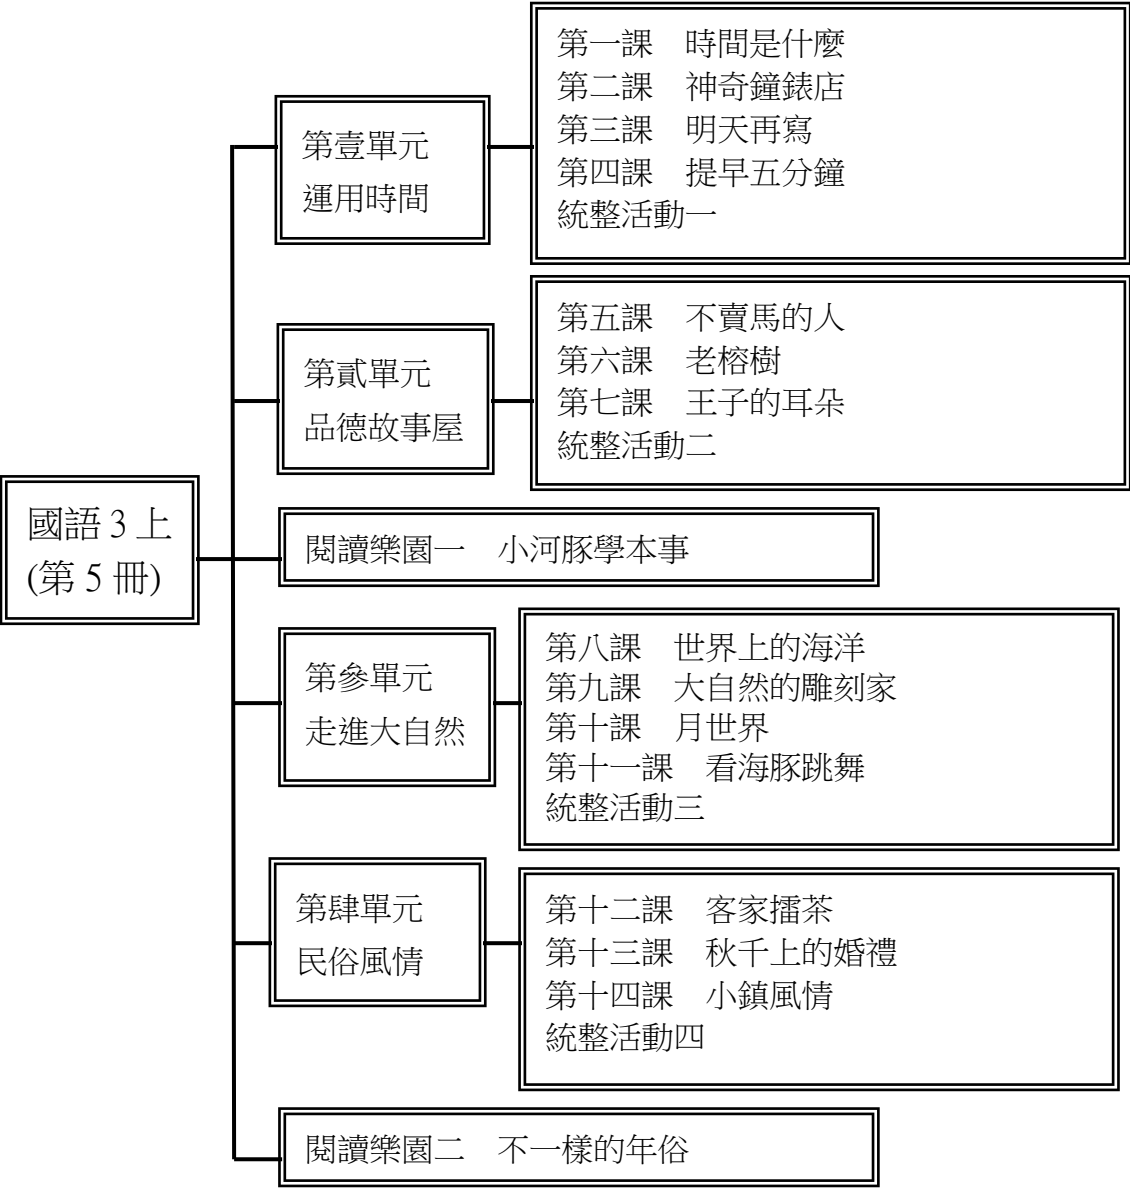 國語 3 上
(第 5 冊)
第壹單元
運用時間
第一課　時間是什麼
第二課　神奇鐘錶店
第三課　明天再寫
第四課　提早五分鐘
統整活動一
第貳單元
品德故事屋
第五課　不賣馬的人
第六課　老榕樹
第七課　王子的耳朵
統整活動二
閱讀樂園一　小河豚學本事
第參單元
走進大自然
第八課　世界上的海洋
第九課　大自然的雕刻家
第十課　月世界
第十一課　看海豚跳舞
統整活動三
第肆單元
民俗風情
第十二課　客家擂茶
第十三課　秋千上的婚禮
第十四課　小鎮風情
統整活動四
閱讀樂園二　不一樣的年俗